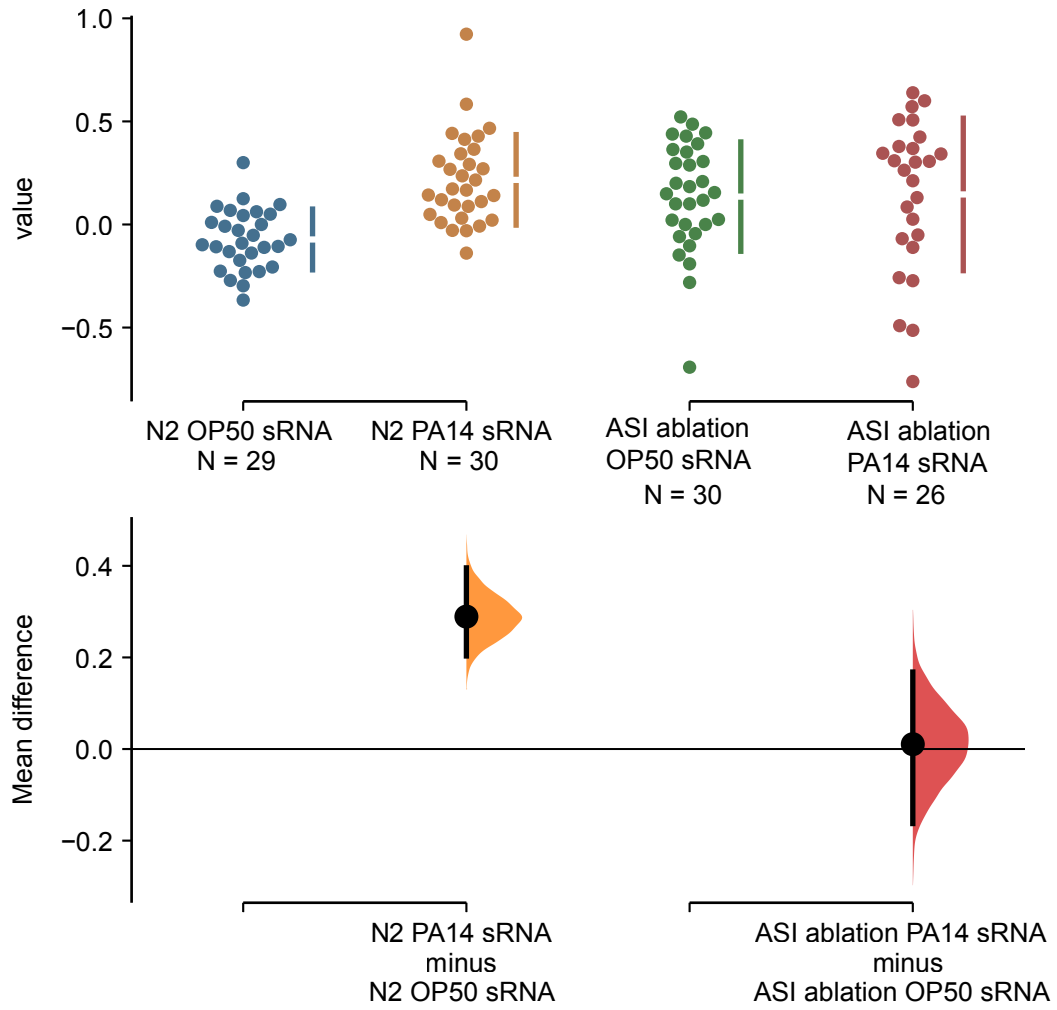 1.0
0.5
0.0
−0.5
value
N2 OP50 sRNA
N = 29
N2 PA14 sRNA
N = 30
ASI ablation
OP50 sRNA
N = 30
ASI ablation
PA14 sRNA
N = 26
0.4
0.2
0.0
−0.2
Mean difference
N2 PA14 sRNA
minus
N2 OP50 sRNA
ASI ablation PA14 sRNA
minus
ASI ablation OP50 sRNA